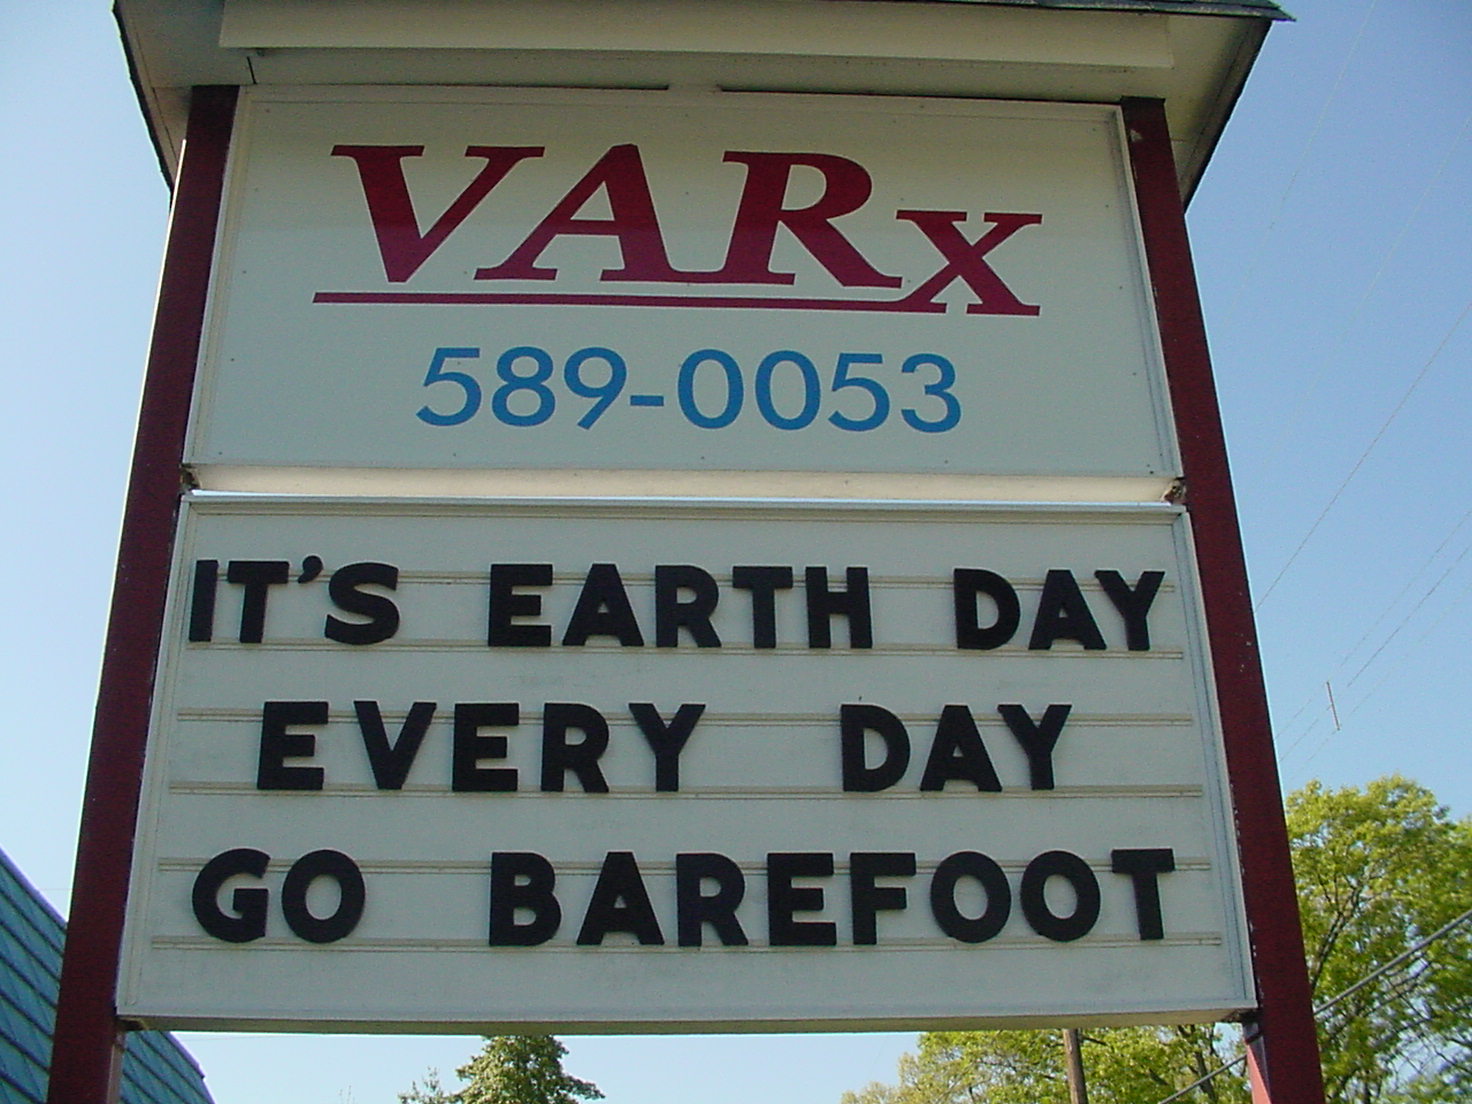 VARx
589-0053
IT'S EARTH DAY
EVERY DAY
GO BAREFOOT